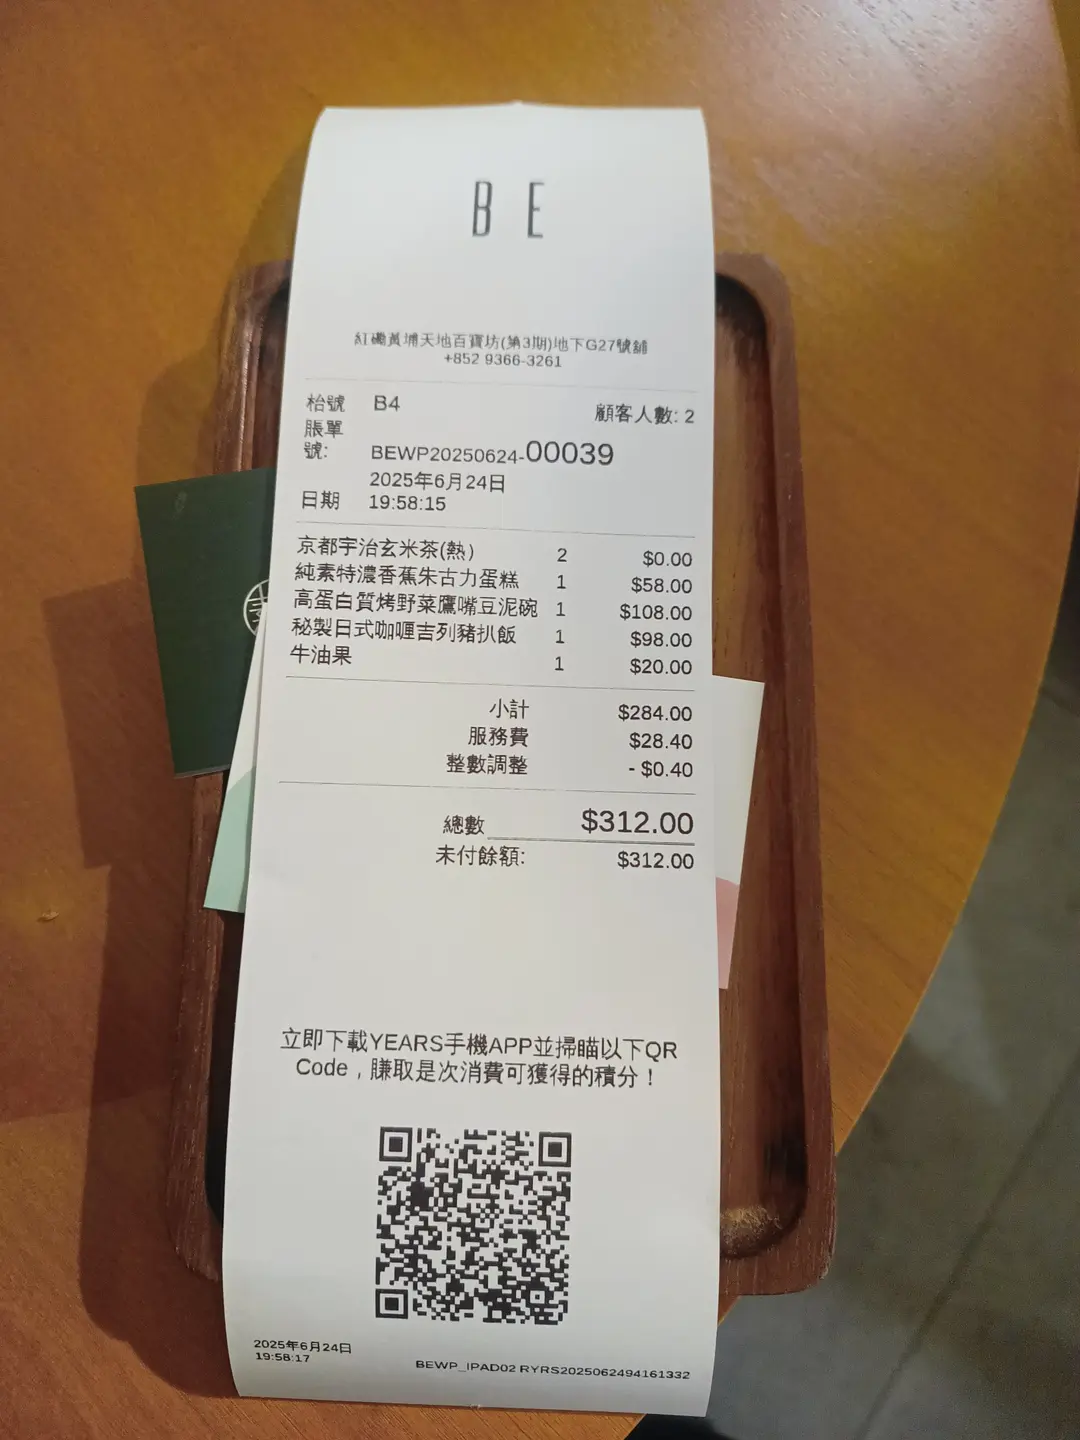 B E
紅磡黃埔天地百寶坊(第3期)地下G27號舖
+852 9366-3261
枱號 B4 顧客人數: 2
賬單號: BEWP20250624-00039
日期 2025年6月24日
19:58:15
京都宇治玄米茶(熱) 2 $0.00
純素特濃香蕉朱古力蛋糕 1 $58.00
高蛋白質烤野菜鷹嘴豆泥碗 1 $108.00
秘製日式咖喱吉列豬扒飯 1 $98.00
牛油果 1 $20.00
小計 $284.00
服務費 $28.40
整數調整 - $0.40
總數 $312.00
未付餘額: $312.00
立即下載YEARS手機APP並掃瞄以下QR
Code，賺取是次消費可獲得的積分！
2025年6月24日
19:58:17
BEWP_IPAD02 RYRS2025062494161332